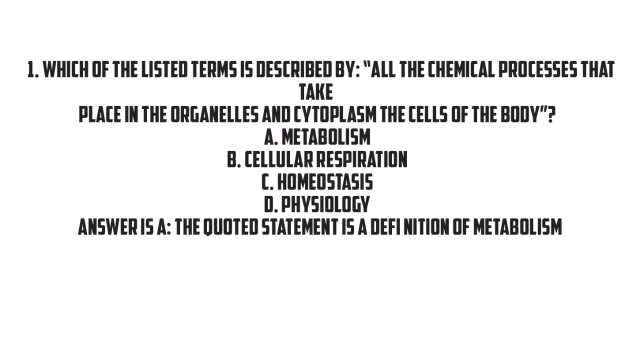 1. WHICH OF THE LISTED TERMS IS DESCRIBED BY: “ALL THE CHEMICAL PROCESSES THAT
TAKE
PLACE IN THE ORGANELLES AND CYTOPLASM THE CELLS OF THE BODY”?
A. METABOLISM
B. CELLULAR RESPIRATION
C. HOMEOSTASIS
D. PHYSIOLOGY
ANSWER IS A: THE QUOTED STATEMENT IS A DEFI NITION OF METABOLISM